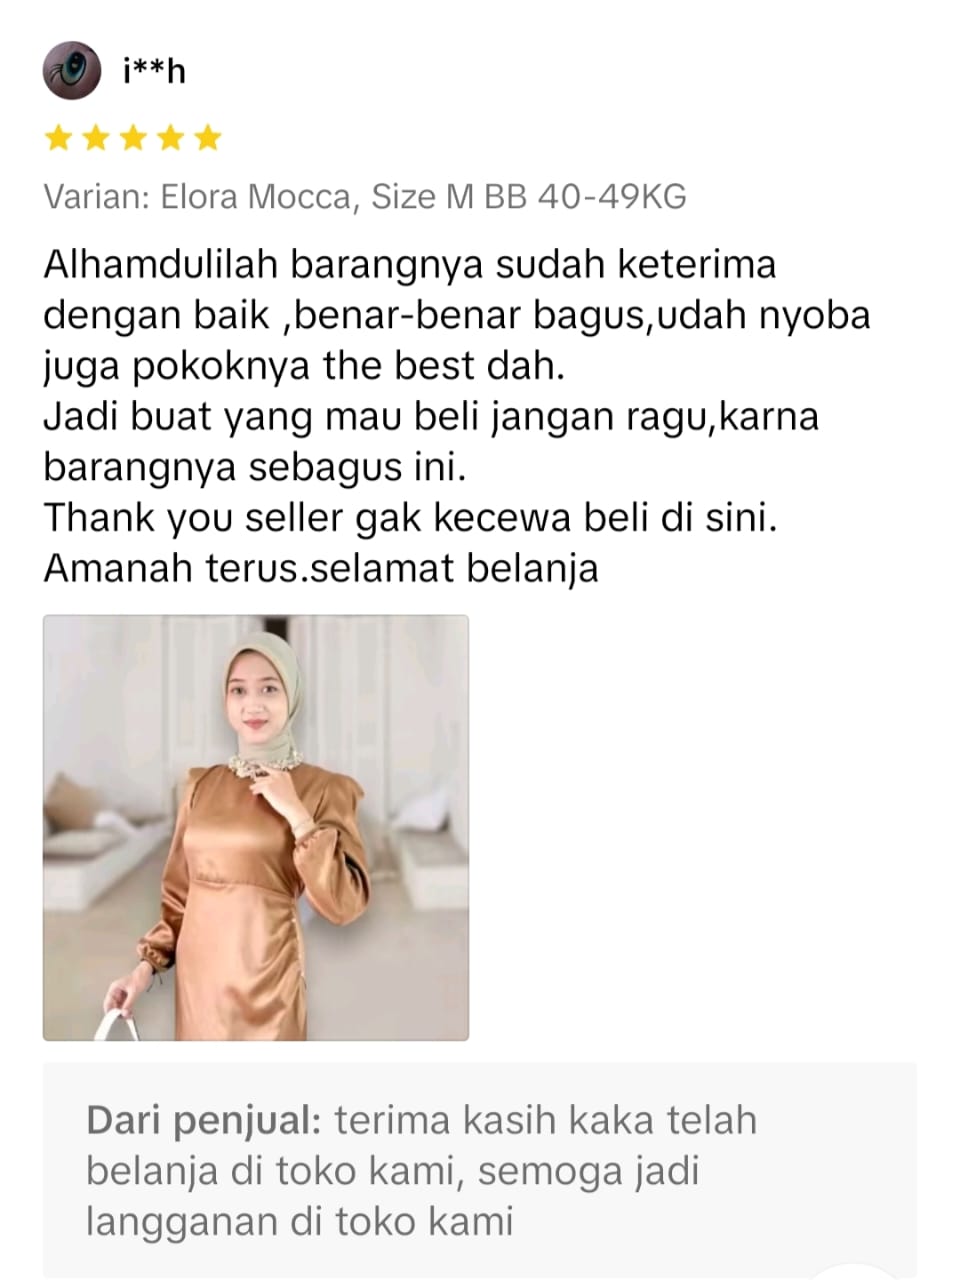 i**h
Varian: Elora Mocca, Size M BB 40-49KG
Alhamdulilah barangnya sudah keterima
dengan baik ,benar-benar bagus,udah nyoba
juga pokoknya the best dah.
Jadi buat yang mau beli jangan ragu,karna
barangnya sebagus ini.
Thank you seller gak kecewa beli di sini.
Amanah terus.selamat belanja
Dari penjual: terima kasih kaka telah
belanja di toko kami, semoga jadi
langganan di toko kami